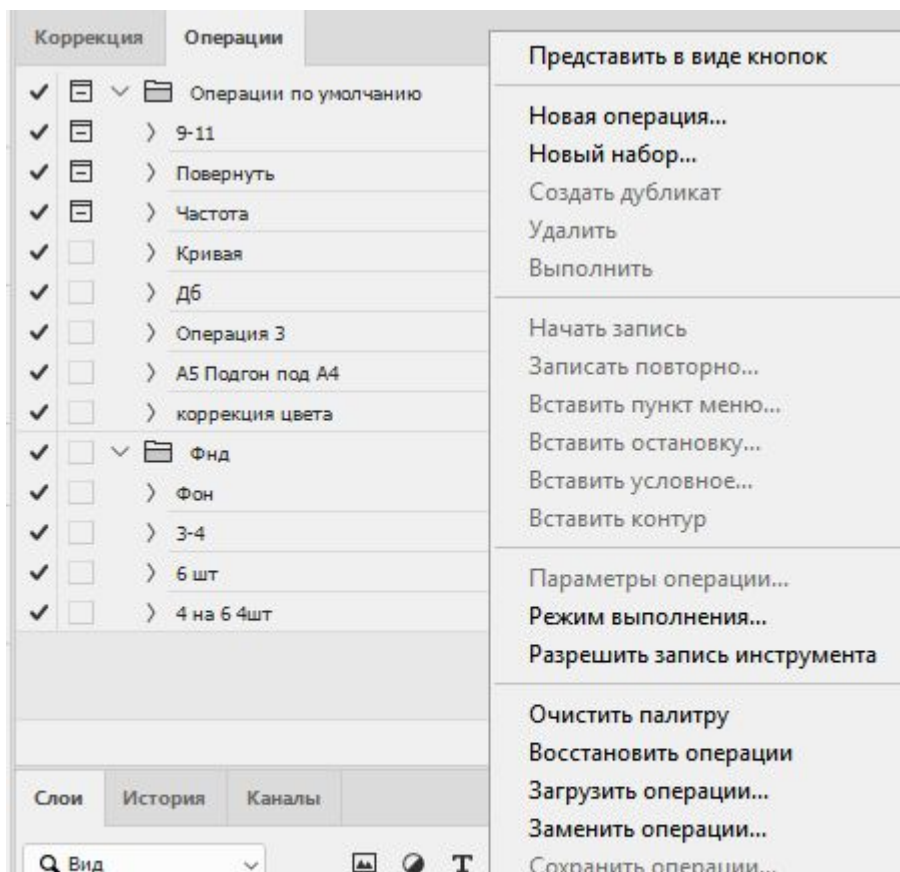 Коррекция Операции
Операции по умолчанию
9-11
Повернуть
Частота
Кривая
Дб
Операция 3
А5 Подгон под А4
коррекция цвета
Фнд
Фон
3-4
6 шт
4 на 6 4шт
Слои История Каналы
Вид
Представить в виде кнопок
Новая операция...
Новый набор...
Создать дубликат
Удалить
Выполнить
Начать запись
Записать повторно...
Вставить пункт меню...
Вставить остановку...
Вставить условное...
Вставить контур
Параметры операции...
Режим выполнения...
Разрешить запись инструмента
Очистить палитру
Восстановить операции
Загрузить операции...
Заменить операции...
Сохранить операции...